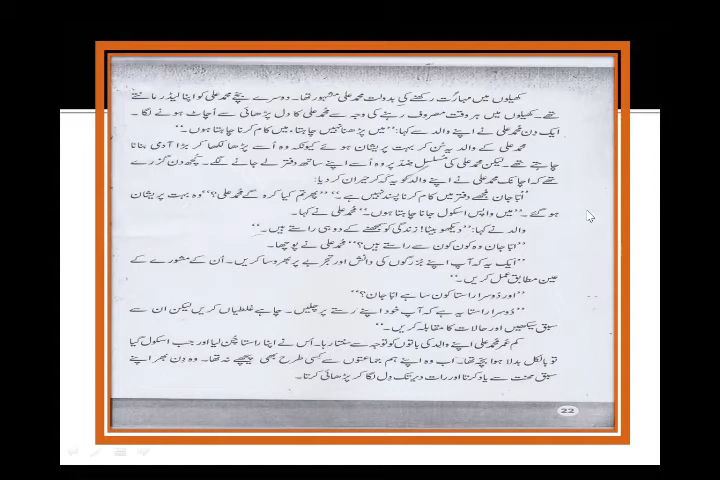 کھیلوں میں مہارت رکھنے کی بدولت محمد علی مشہور تھا۔ دوسرے بچے محمد علی کو اپنا لیڈر مانتے
تھے۔ کھیلوں میں ہر وقت مصروف رہنے کی وجہ سے محمد علی کا دل پڑھائی سے اُچاٹ ہونے لگا۔
ایک دن محمد علی نے اپنے والد سے کہا: ”میں پڑھنا نہیں چاہتا، میں کام کرنا چاہتا ہوں۔“
محمد علی کے والد یہ سُن کر بہت پریشان ہوئے کیونکہ وہ اُسے پڑھا لکھا کر بڑا آدمی بنانا
چاہتے تھے۔ لیکن محمد علی کی مُسلسل ضد پر وہ اُسے اپنے ساتھ دفتر لے جانے لگے۔ کچھ دن گزرے
تھے کہ اچانک محمد علی نے اپنے والد کو یہ کہہ کر حیران کر دیا:
”ابّا جان مجھے دفتر میں کام کرنا پسند نہیں ہے۔“ ”پھر تم کیا کرو گے محمد علی؟“ وہ بہت پریشان
ہو گئے۔ ”میں واپس اسکول جانا چاہتا ہوں۔“ محمد علی نے کہا۔
والد نے کہا: ”دیکھو بیٹا! زندگی کو سمجھنے کے دو ہی راستے ہیں۔“
”ابّا جان وہ کون کون سے راستے ہیں؟“ محمد علی نے پوچھا۔
”ایک یہ کہ آپ اپنے بزرگوں کی دانش اور تجربے پر بھروسا کریں۔ اُن کے مشورے کے
عین مطابق عمل کریں۔“
”اور دُوسرا راستا کون سا ہے ابّا جان؟“
”دُوسرا راستا یہ ہے کہ آپ خود اپنے رستے پر چلیں۔ چاہے غلطیاں کریں لیکن ان سے
سبق سیکھیں اور حالات کا مقابلہ کریں۔“
کم عمر محمد علی اپنے والد کی باتوں کو توجہ سے سنتا رہا۔ اُس نے اپنا راستا چُن لیا اور جب اسکول گیا
تو بالکل بدلا ہوا بچّہ تھا۔ اب وہ اپنے ہم جماعتوں سے کسی طرح بھی پیچھے نہ تھا۔ وہ دن بھر اپنے
سبق محنت سے یاد کرتا اور رات دیر تک دِل لگا کر پڑھائی کرتا۔
22